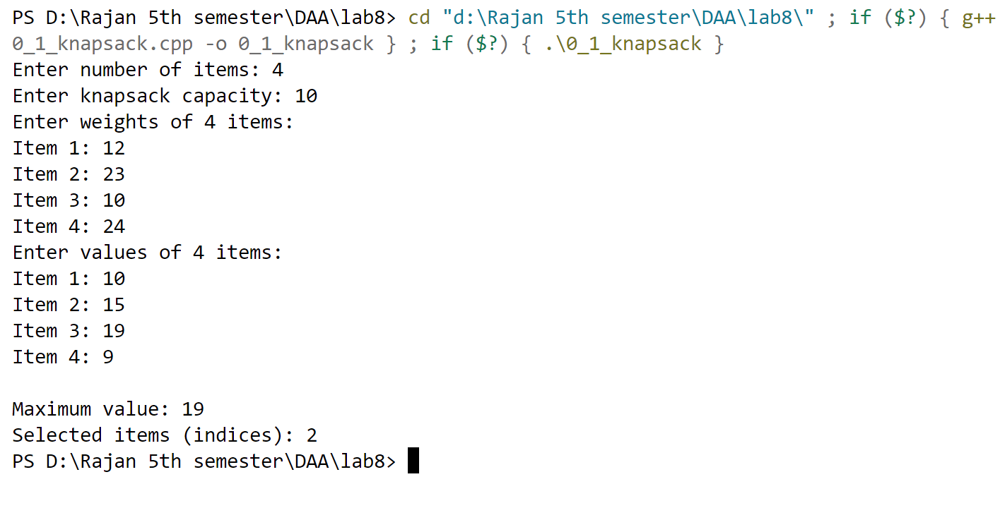 PS D:\Rajan 5th semester\DAA\lab8> cd "d:\Rajan 5th semester\DAA\lab8\" ; if ($?) { g++
0_1_knapsack.cpp -o 0_1_knapsack } ; if ($?) { .\0_1_knapsack }
Enter number of items: 4
Enter knapsack capacity: 10
Enter weights of 4 items:
Item 1: 12
Item 2: 23
Item 3: 10
Item 4: 24
Enter values of 4 items:
Item 1: 10
Item 2: 15
Item 3: 19
Item 4: 9
Maximum value: 19
Selected items (indices): 2
PS D:\Rajan 5th semester\DAA\lab8>